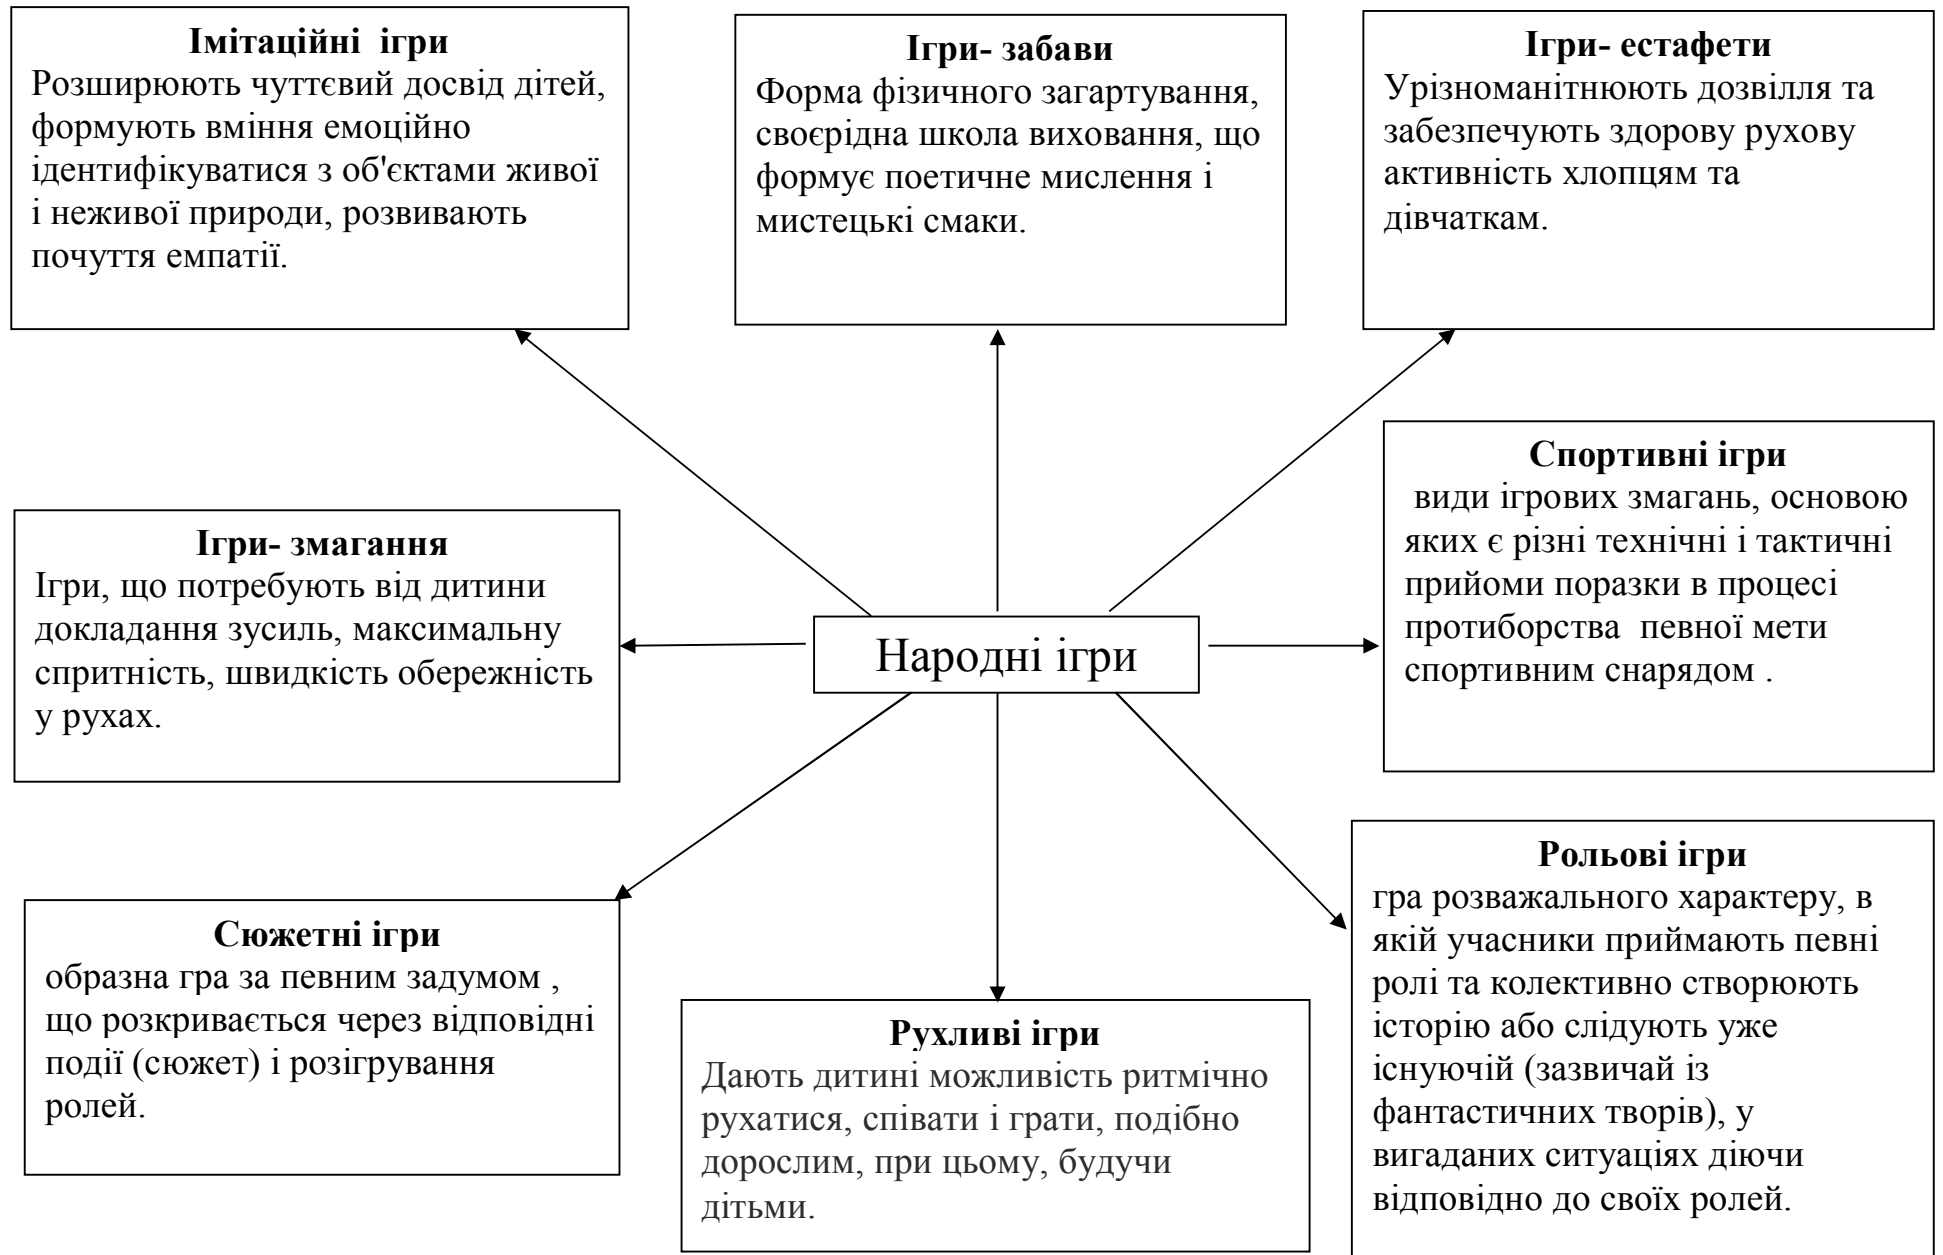 Імітаційні ігри
Розширюють чуттєвий досвід дітей,
формують вміння емоційно
ідентифікуватися з об'єктами живої
і неживої природи, розвивають
почуття емпатії.
Ігри- забави
Форма фізичного загартування,
своєрідна школа виховання, що
формує поетичне мислення і
мистецькі смаки.
Ігри- естафети
Урізноманітнюють дозвілля та
забезпечують здорову рухову
активність хлопцям та
дівчаткам.
Ігри- змагання
Ігри, що потребують від дитини
докладання зусиль, максимальну
спритність, швидкість обережність
у рухах.
Народні ігри
Спортивні ігри
види ігрових змагань, основою
яких є різні технічні і тактичні
прийоми поразки в процесі
протиборства певної мети
спортивним снарядом .
Сюжетні ігри
образна гра за певним задумом ,
що розкривається через відповідні
події (сюжет) і розігрування
ролей.
Рухливі ігри
Дають дитині можливість ритмічно
рухатися, співати і грати, подібно
дорослим, при цьому, будучи
дітьми.
Рольові ігри
гра розважального характеру, в
якій учасники приймають певні
ролі та колективно створюють
історію або слідують уже
існуючій (зазвичай із
фантастичних творів), у
вигаданих ситуаціях діючи
відповідно до своїх ролей.